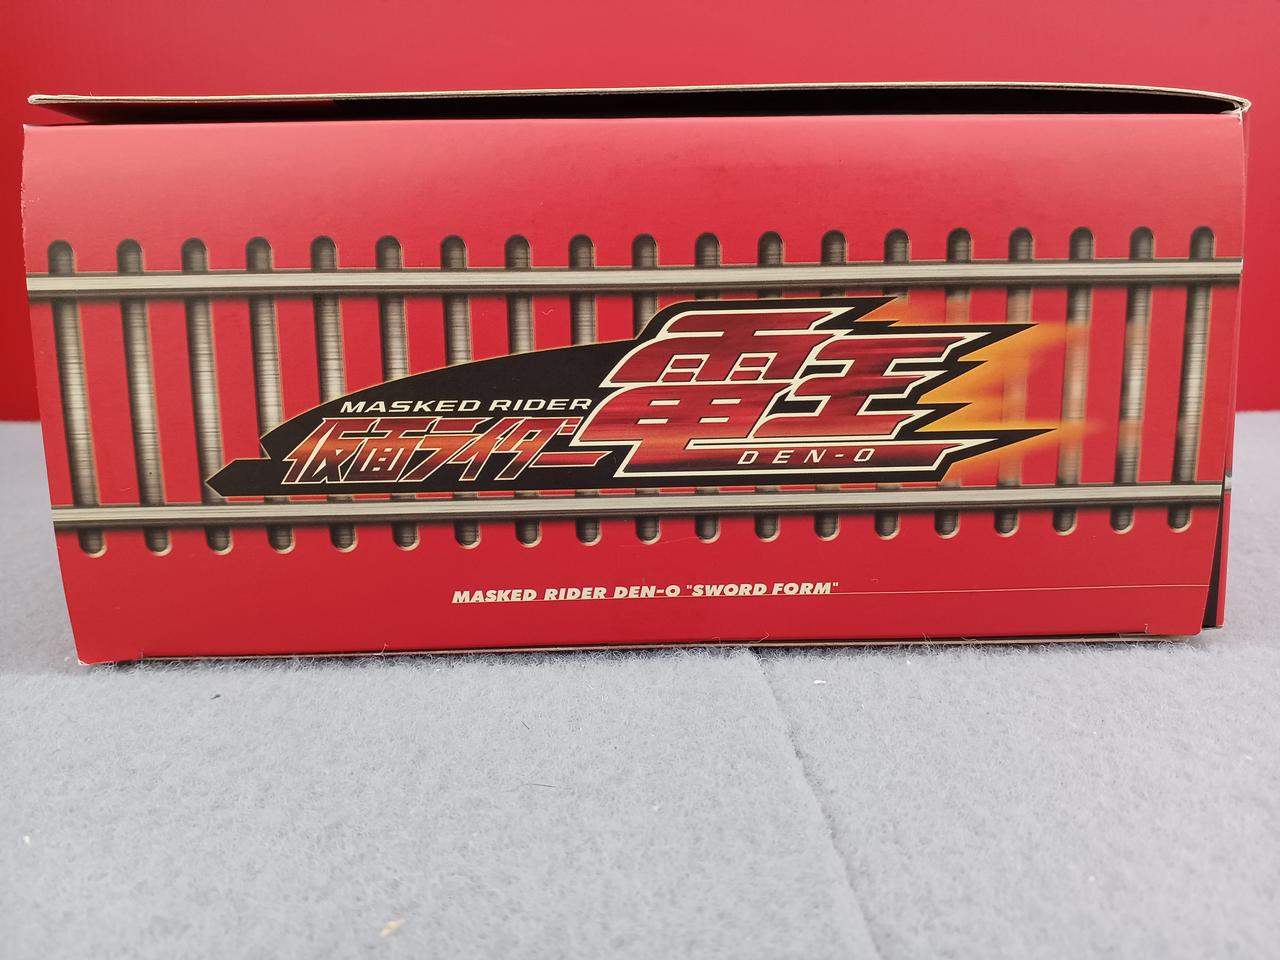 MASKED RIDER
仮面ライダー電王
DEN-O
MASKED RIDER DEN-O "SWORD FORM"